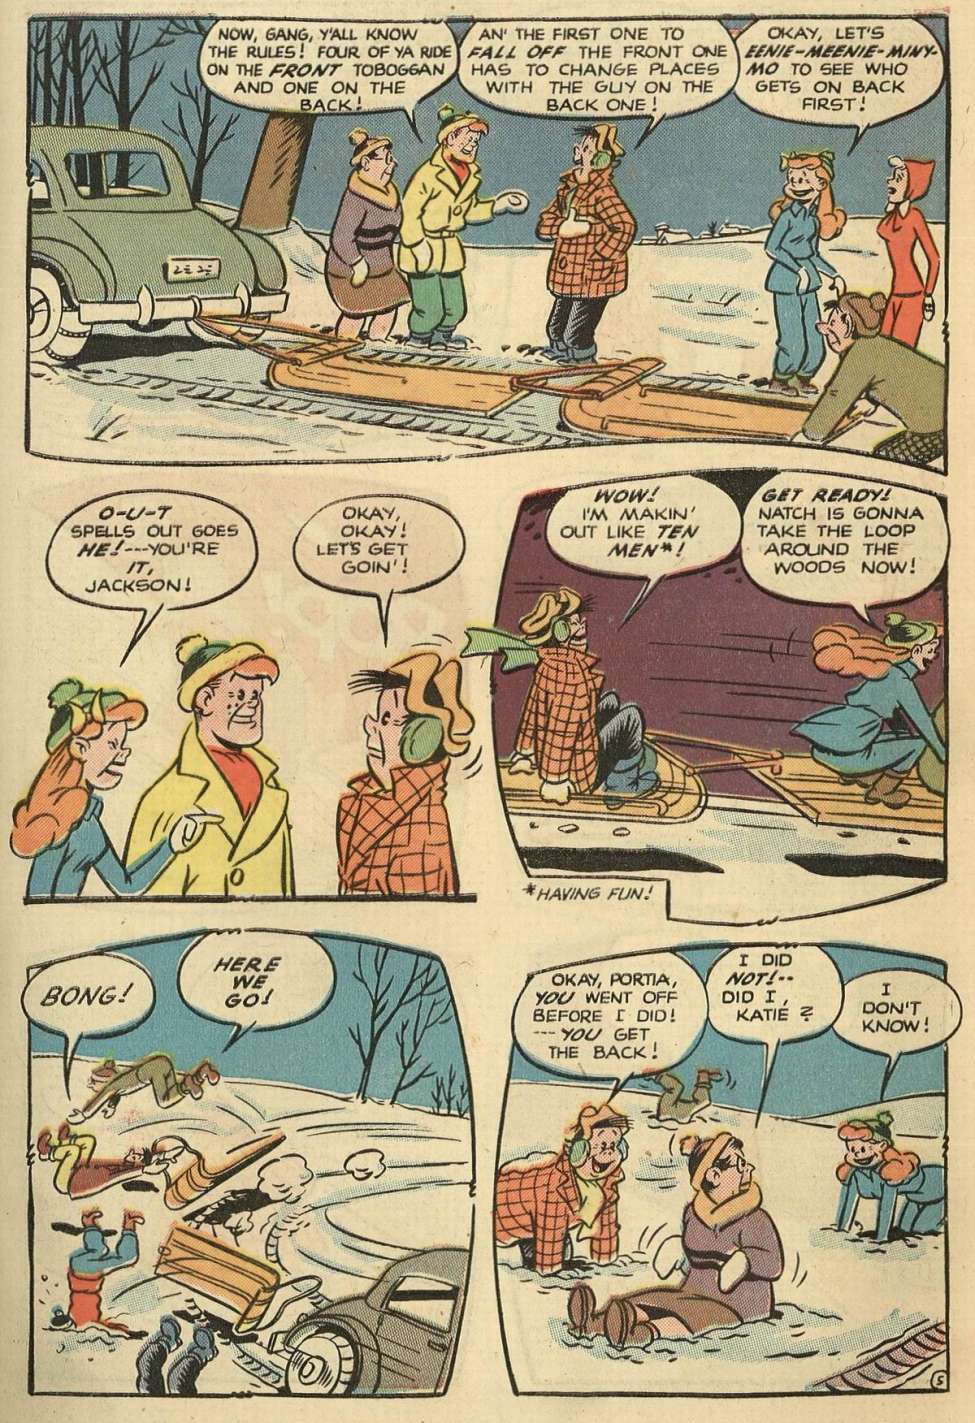 NOW, GANG, Y'ALL KNOW
THE RULES! FOUR OF YA RIDE
ON THE FRONT TOBOGGAN
AND ONE ON THE
BACK!
AN' THE FIRST ONE TO
FALL OFF THE FRONT ONE
HAS TO CHANGE PLACES
WITH THE GUY ON THE
BACK ONE!
OKAY, LET'S
EENIE-MEENIE-MINY-
MO TO SEE WHO
GETS ON BACK
FIRST!
O-U-T
SPELLS OUT GOES
HE!---YOU'RE
IT,
JACKSON!
OKAY,
OKAY!
LET'S GET
GOIN'!
WOW!
I'M MAKIN'
OUT LIKE TEN
MEN*!
GET READY!
NATCH IS GONNA
TAKE THE LOOP
AROUND THE
WOODS NOW!
*HAVING FUN!
BONG!
HERE
WE
GO!
OKAY, PORTIA,
YOU WENT OFF
BEFORE I DID!
---YOU GET
THE BACK!
I DID
NOT!--
DID I,
KATIE?
I
DON'T
KNOW!
5